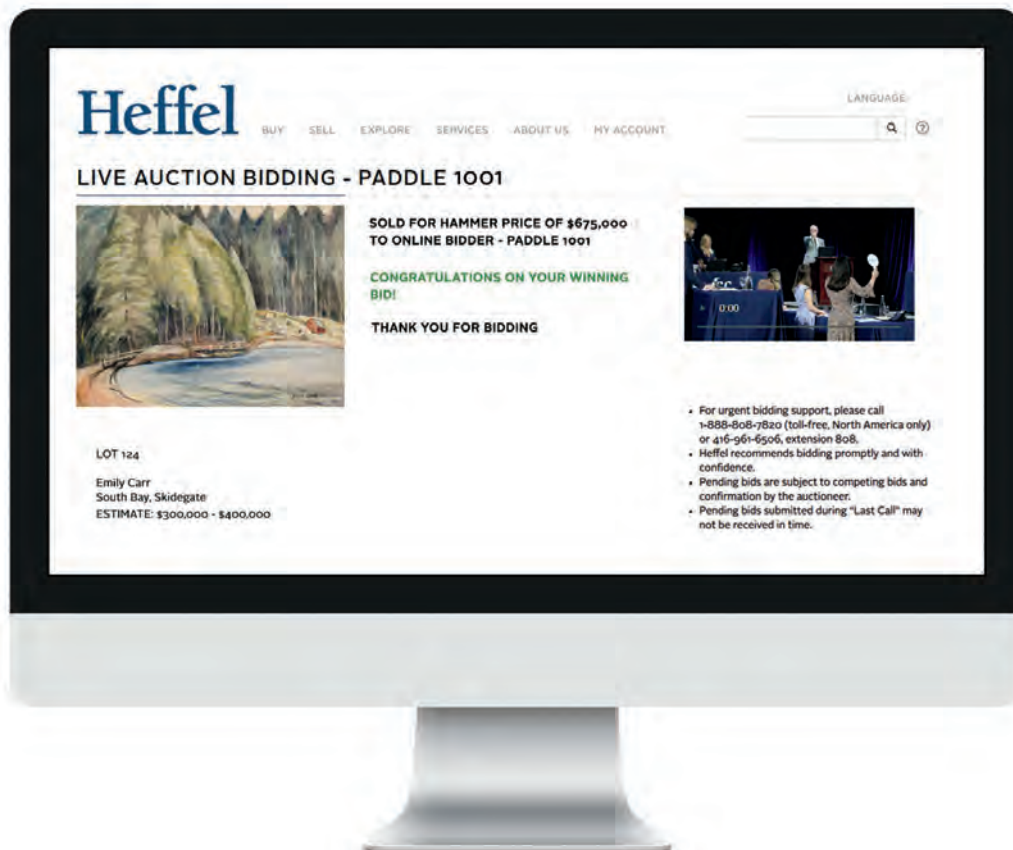 Heffel
LANGUAGE
BUY SELL EXPLORE SERVICES ABOUT US MY ACCOUNT
LIVE AUCTION BIDDING - PADDLE 1001
SOLD FOR HAMMER PRICE OF $675,000
TO ONLINE BIDDER - PADDLE 1001
CONGRATULATIONS ON YOUR WINNING
BID!
THANK YOU FOR BIDDING
0:00
LOT 124
Emily Carr
South Bay, Skidegate
ESTIMATE: $300,000 - $400,000
• For urgent bidding support, please call
1-888-808-7820 (toll-free, North America only)
or 416-961-6506, extension 808.
• Heffel recommends bidding promptly and with
confidence.
• Pending bids are subject to competing bids and
confirmation by the auctioneer.
• Pending bids submitted during "Last Call" may
not be received in time.